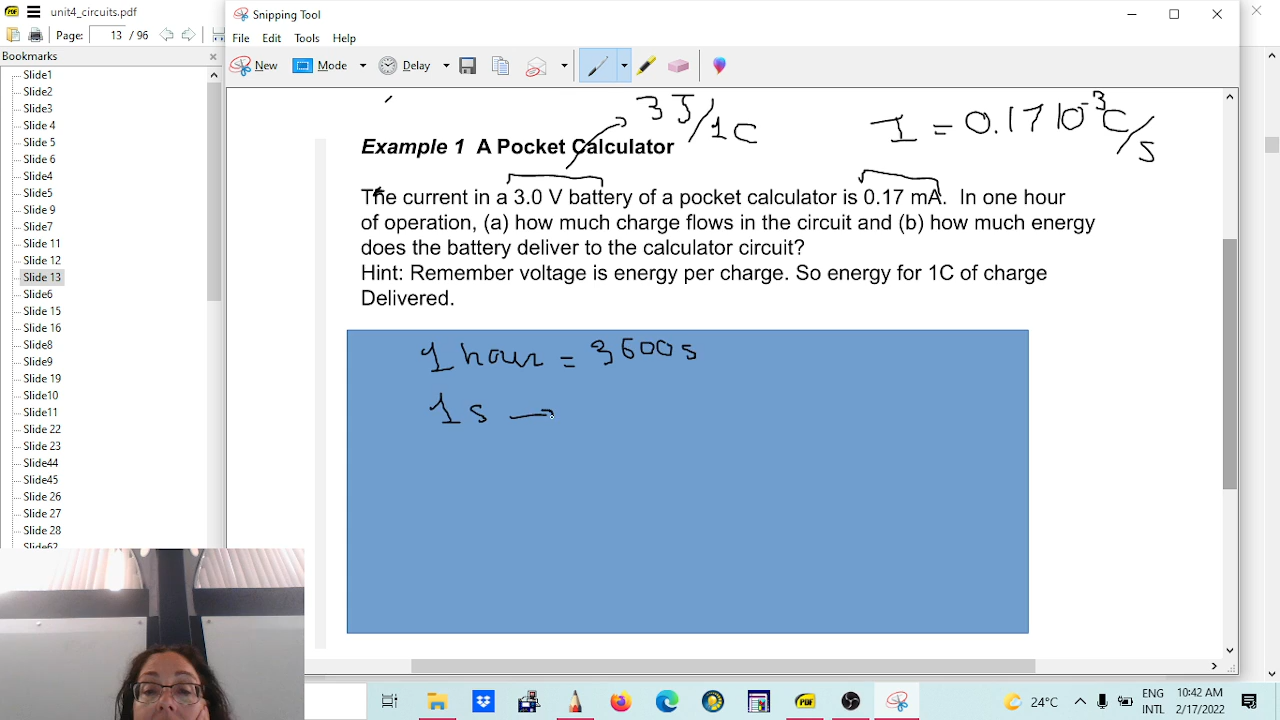 unit4_circuits.pdf
Snipping Tool
File Edit Tools Help
Page: 13 / 96
New Mode Delay
Bookmarks
Slide1
Slide2
Slide3
Slide 4
Slide5
Slide 6
Slide4
Slide5
Slide 9
Slide7
Slide 11
Slide 12
Slide 13
Slide6
Slide 15
Slide 16
Slide8
Slide9
Slide 19
Slide10
Slide11
Slide 22
Slide 23
Slide44
Slide45
Slide 26
Slide 27
Slide 28
Slide62
3 J/1C
I = 0.17 10⁻³ C/s
Example 1 A Pocket Calculator
The current in a 3.0 V battery of a pocket calculator is 0.17 mA. In one hour
of operation, (a) how much charge flows in the circuit and (b) how much energy
does the battery deliver to the calculator circuit?
Hint: Remember voltage is energy per charge. So energy for 1C of charge
Delivered.
1 hour = 3600 s
1 s →
24°C
ENG
INTL
10:42 AM
2/17/2022